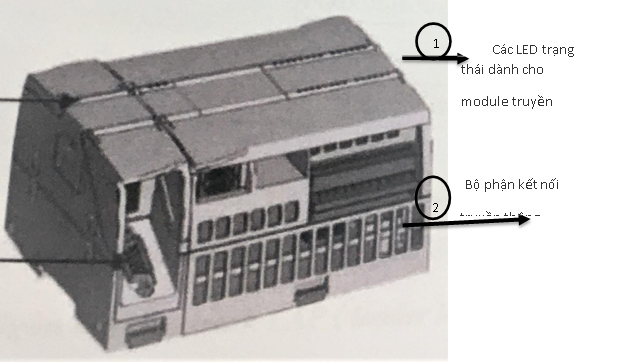 1
Các LED trạng
thái dành cho
module truyền
Bộ phận kết nối
2